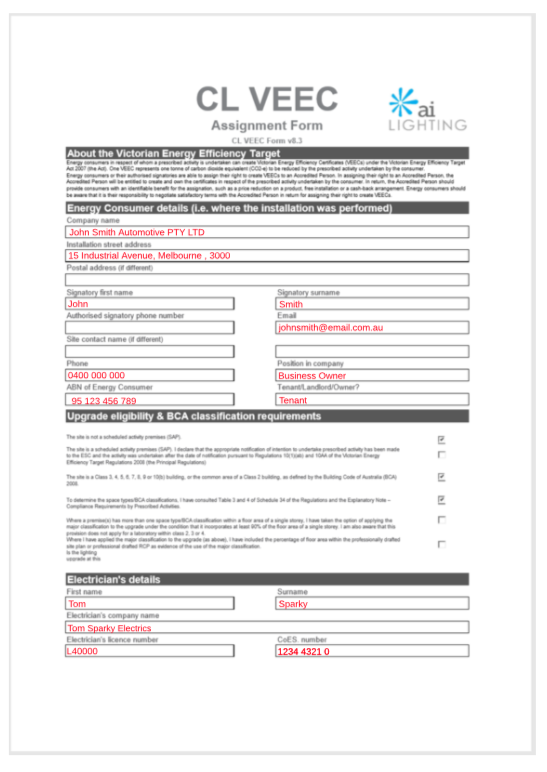 CL VEEC
ai
LIGHTING
Assignment Form
CL VEEC Form v8.3
About the Victorian Energy Efficiency Target
Energy consumers in respect of whom a prescribed activity is undertaken can create Victorian Energy Efficiency Certificates (VEECs) under the Victorian Energy Efficiency Target
Act 2007 (the Act). One VEEC represents one tonne of carbon dioxide equivalent (CO2-e) to be reduced by the prescribed activity undertaken by the consumer.
Energy consumers or their authorised signatories are able to assign their right to create VEECs to an Accredited Person. In assigning their right to an Accredited Person, the
Accredited Person will be entitled to create and own the certificates in respect of the prescribed activity undertaken by the consumer. In return, the Accredited Person should
provide consumers with an identifiable benefit for the assignation, such as a price reduction on a product, free installation or a cash-back arrangement. Energy consumers should
be aware that it is their responsibility to negotiate satisfactory terms with the Accredited Person in return for assigning their right to create VEECs.
Energy Consumer details (i.e. where the installation was performed)
Company name
John Smith Automotive PTY LTD
Installation street address
15 Industrial Avenue, Melbourne , 3000
Postal address (if different)
Signatory first name Signatory surname
John Smith
Authorised signatory phone number Email
johnsmith@email.com.au
Site contact name (if different)
Phone Position in company
0400 000 000 Business Owner
ABN of Energy Consumer Tenant/Landlord/Owner?
95 123 456 789 Tenant
Upgrade eligibility & BCA classification requirements
The site is not a scheduled activity premises (SAP)
The site is a scheduled activity premises (SAP). I declare that the appropriate notification of intention to undertake prescribed activity has been made
to the ESC and the activity was undertaken after the date of notification pursuant to Regulations 10(1)(ab) and 10AA of the Victorian Energy
Efficiency Target Regulations 2008 (the Principal Regulations)
The site is a Class 3, 4, 5, 6, 7, 8, 9 or 10(b) building, or the common area of a Class 2 building, as defined by the Building Code of Australia (BCA)
2008.
To determine the space types/BCA classifications, I have consulted Table 3 and 4 of Schedule 34 of the Regulations and the Explanatory Note –
Compliance Requirements by Prescribed Activities.
Where a premise(s) has more than one space type/BCA classification within a floor area of a single storey, I have taken the option of applying the
major classification to the upgrade under the condition that it incorporates at least 90% of the floor area of a single storey. I am also aware that this
provision does not apply for a laboratory within class 2, 3 or 4.
Where I have applied the major classification to the upgrade (as above), I have included the percentage of floor area within the professionally drafted
site plan or professional drafted RCP as evidence of the use of the major classification.
Is the lighting
upgrade at this
Electrician's details
First name Surname
Tom Sparky
Electrician's company name
Tom Sparky Electrics
Electrician's licence number CoES number
L40000 1234 4321 0